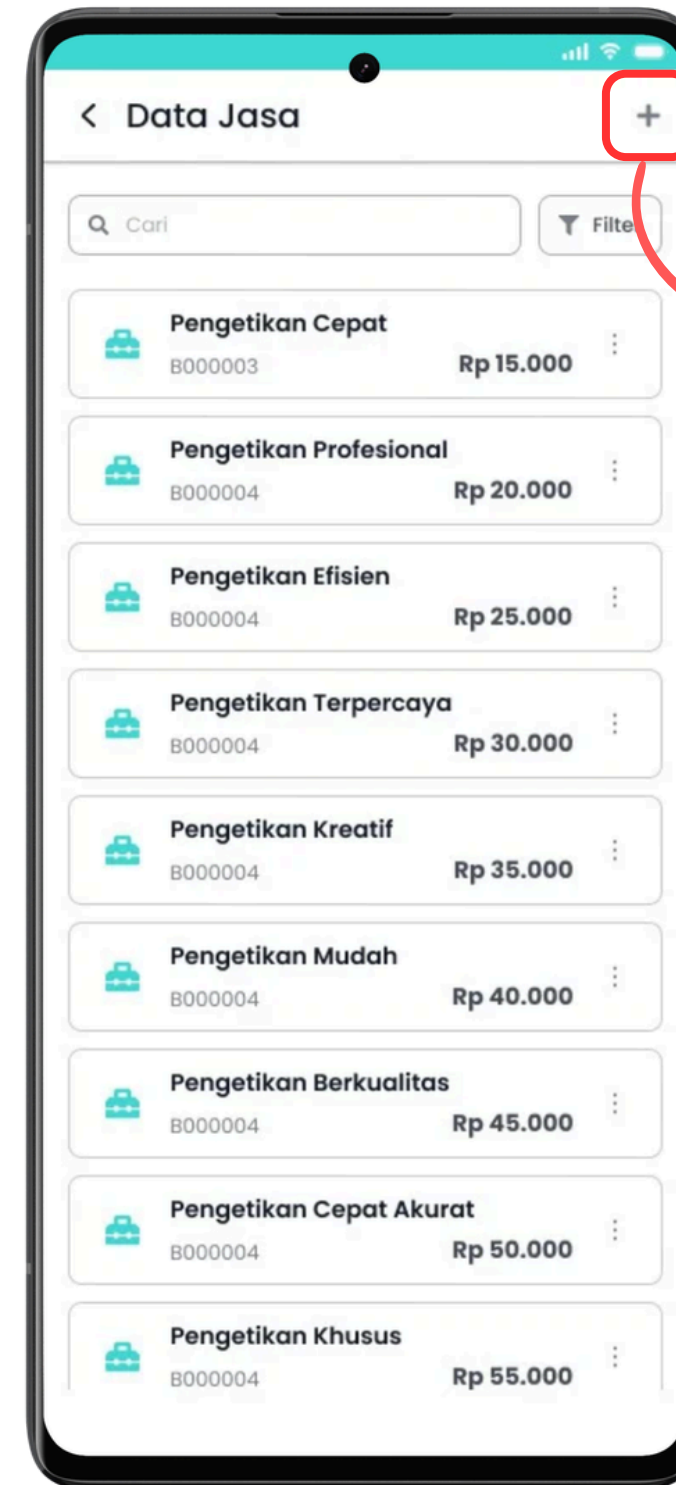 Data Jasa
Cari
Filter
Pengetikan Cepat
B000003
Rp 15.000
Pengetikan Profesional
B000004
Rp 20.000
Pengetikan Efisien
B000004
Rp 25.000
Pengetikan Terpercaya
B000004
Rp 30.000
Pengetikan Kreatif
B000004
Rp 35.000
Pengetikan Mudah
B000004
Rp 40.000
Pengetikan Berkualitas
B000004
Rp 45.000
Pengetikan Cepat Akurat
B000004
Rp 50.000
Pengetikan Khusus
B000004
Rp 55.000